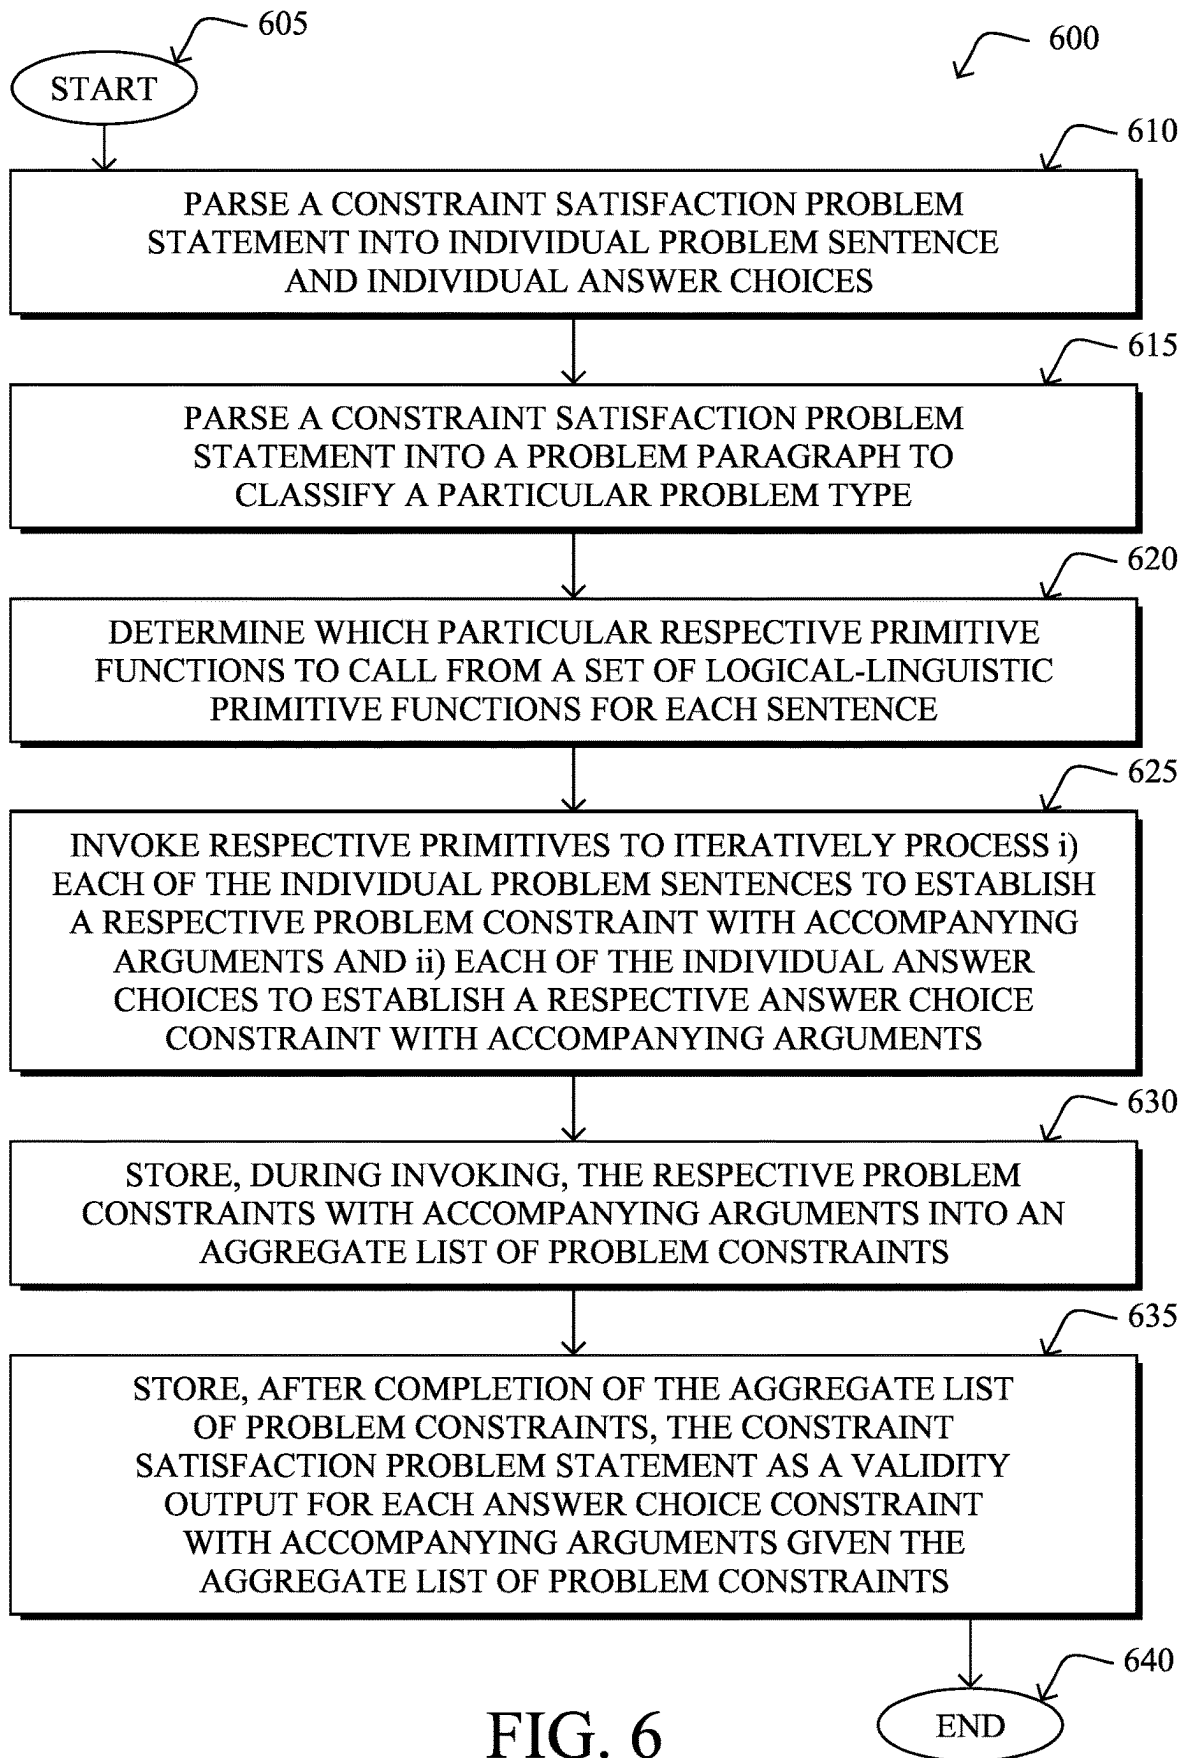 605
600
START
610
PARSE A CONSTRAINT SATISFACTION PROBLEM
STATEMENT INTO INDIVIDUAL PROBLEM SENTENCE
AND INDIVIDUAL ANSWER CHOICES
615
PARSE A CONSTRAINT SATISFACTION PROBLEM
STATEMENT INTO A PROBLEM PARAGRAPH TO
CLASSIFY A PARTICULAR PROBLEM TYPE
620
DETERMINE WHICH PARTICULAR RESPECTIVE PRIMITIVE
FUNCTIONS TO CALL FROM A SET OF LOGICAL-LINGUISTIC
PRIMITIVE FUNCTIONS FOR EACH SENTENCE
625
INVOKE RESPECTIVE PRIMITIVES TO ITERATIVELY PROCESS i)
EACH OF THE INDIVIDUAL PROBLEM SENTENCES TO ESTABLISH
A RESPECTIVE PROBLEM CONSTRAINT WITH ACCOMPANYING
ARGUMENTS AND ii) EACH OF THE INDIVIDUAL ANSWER
CHOICES TO ESTABLISH A RESPECTIVE ANSWER CHOICE
CONSTRAINT WITH ACCOMPANYING ARGUMENTS
630
STORE, DURING INVOKING, THE RESPECTIVE PROBLEM
CONSTRAINTS WITH ACCOMPANYING ARGUMENTS INTO AN
AGGREGATE LIST OF PROBLEM CONSTRAINTS
635
STORE, AFTER COMPLETION OF THE AGGREGATE LIST
OF PROBLEM CONSTRAINTS, THE CONSTRAINT
SATISFACTION PROBLEM STATEMENT AS A VALIDITY
OUTPUT FOR EACH ANSWER CHOICE CONSTRAINT
WITH ACCOMPANYING ARGUMENTS GIVEN THE
AGGREGATE LIST OF PROBLEM CONSTRAINTS
640
END
FIG. 6